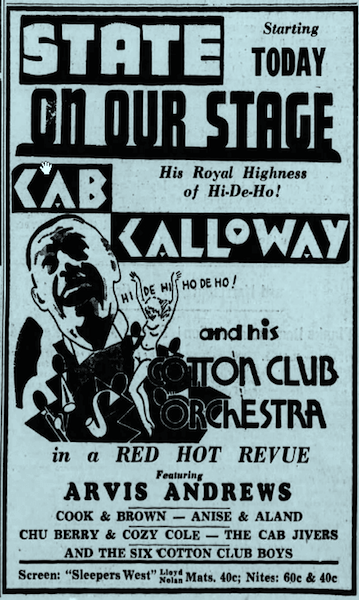 STATE
Starting
TODAY
ON OUR STAGE
His Royal Highness
of Hi-De-Ho!
CAB
CALLOWAY
HI DE HI HO DE HO!
and his
COTTON CLUB
ORCHESTRA
in a RED HOT REVUE
Featuring
ARVIS ANDREWS
COOK & BROWN — ANISE & ALAND
CHU BERRY & COZY COLE — THE CAB JIVERS
AND THE SIX COTTON CLUB BOYS
Screen: "Sleepers West" Lloyd Nolan Mats. 40c; Nites: 60c & 40c